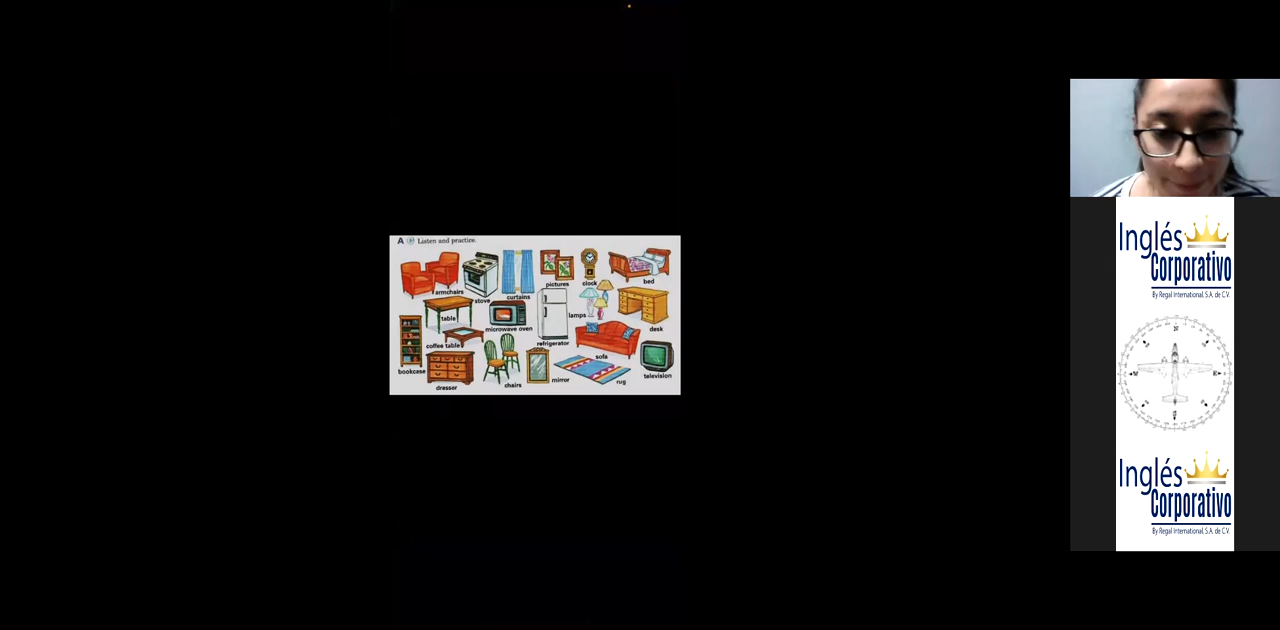 A Listen and practice.
armchairs
stove
curtains
pictures
clock
bed
table
microwave oven
lamps
desk
coffee table
refrigerator
sofa
bookcase
dresser
chairs
mirror
rug
television
Inglés
Corporativo
By Regal International, S.A. de C.V.
Inglés
Corporativo
By Regal International, S.A. de C.V.